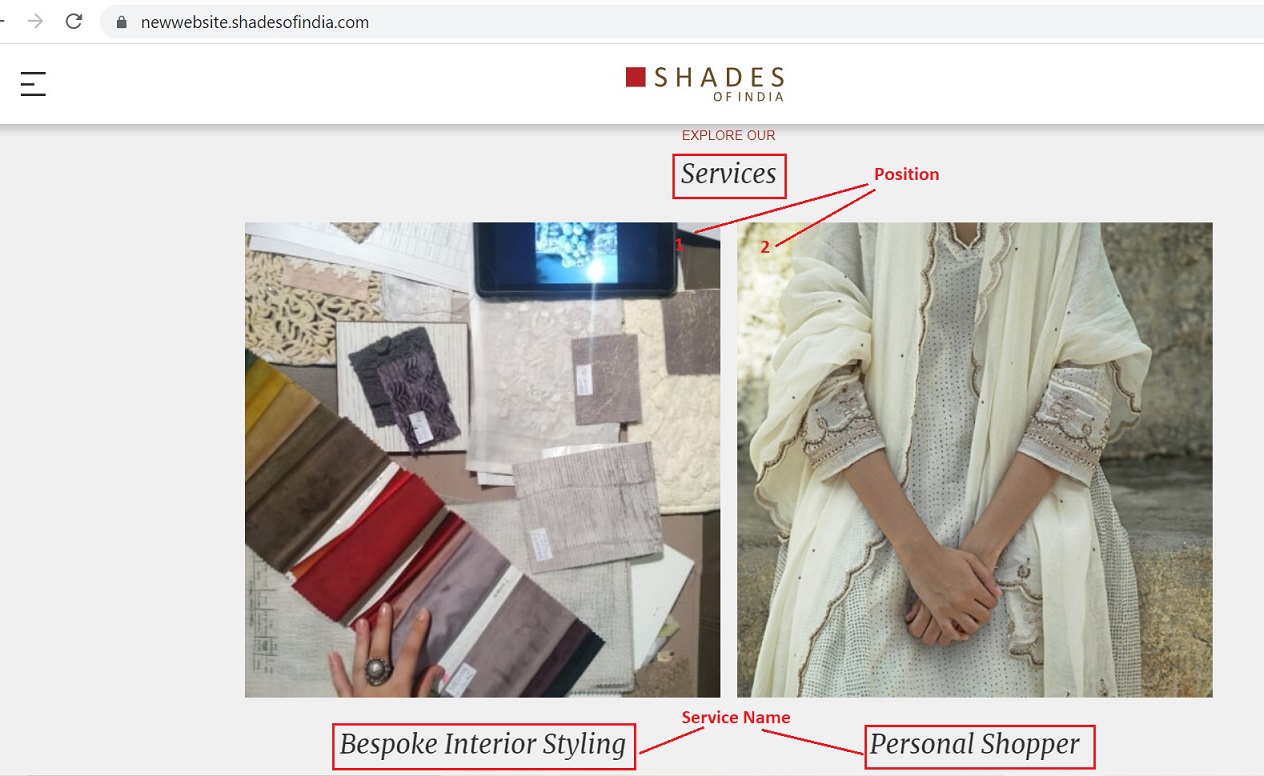 newwebsite.shadesofindia.com
SHADES
OF INDIA
EXPLORE OUR
Services
Position
1
2
Service Name
Bespoke Interior Styling
Personal Shopper